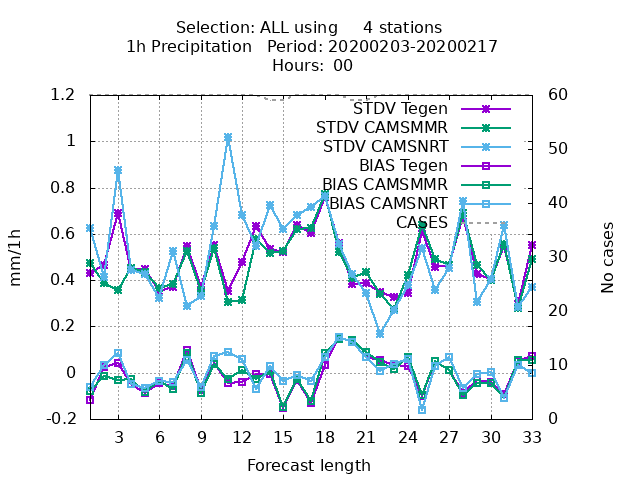 Selection: ALL using     4 stations
1h Precipitation   Period: 20200203-20200217
Hours:  00
1.2
1
0.8
0.6
0.4
0.2
0
-0.2
mm/1h
STDV Tegen
STDV CAMSMMR
STDV CAMSNRT
BIAS Tegen
BIAS CAMSMMR
BIAS CAMSNRT
CASES
60
50
40
30
20
10
0
No cases
3 6 9 12 15 18 21 24 27 30 33
Forecast length